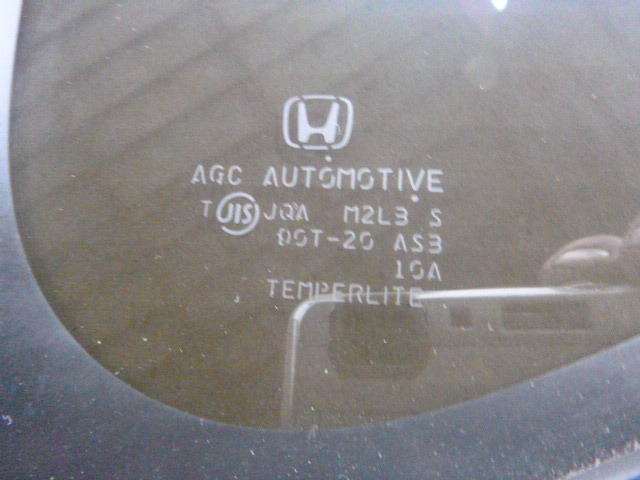 AGC AUTOMOTIVE
T JIS JQA M2L3 S
DOT-20 AS3
10A
TEMPERLITE